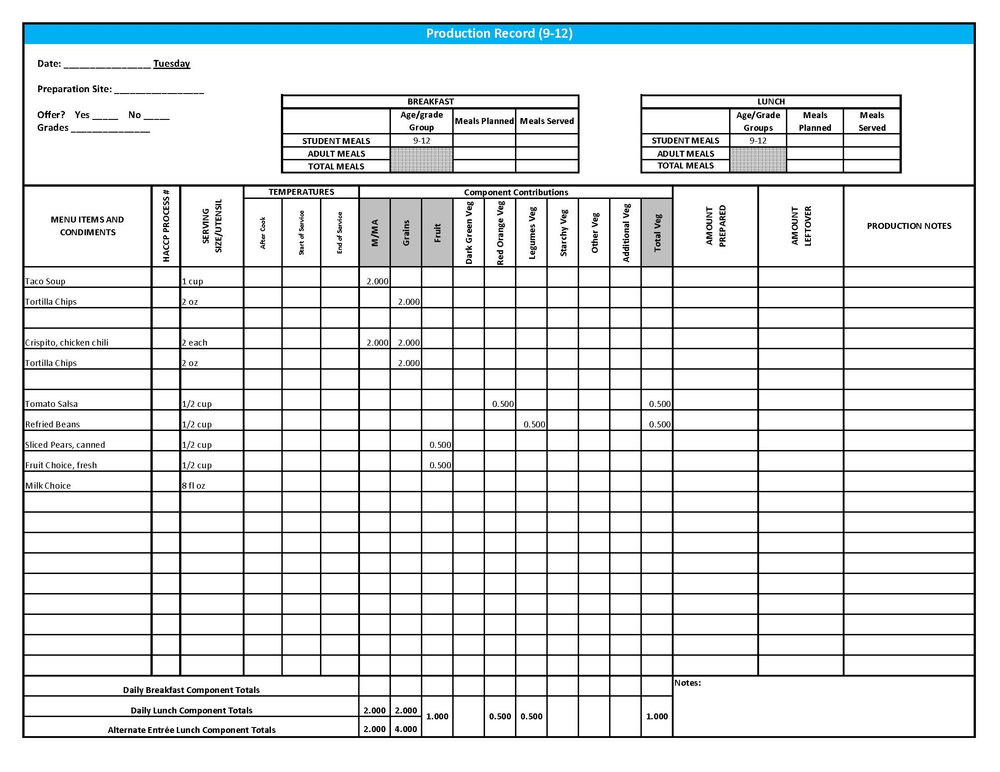 Production Record (9-12)
Date: _________________ Tuesday
Preparation Site: _________________
Offer? Yes _____ No _____
Grades _______________
BREAKFAST
Age/grade Group Meals Planned Meals Served
STUDENT MEALS 9-12
ADULT MEALS
TOTAL MEALS
LUNCH
Age/Grade Groups Meals Planned Meals Served
STUDENT MEALS 9-12
ADULT MEALS
TOTAL MEALS
MENU ITEMS AND CONDIMENTS
HACCP PROCESS #
SERVING SIZE/UTENSIL
TEMPERATURES
After Cook
Start of Service
End of Service
Component Contributions
M/MA
Grains
Fruit
Dark Green Veg
Red Orange Veg
Legumes Veg
Starchy Veg
Other Veg
Additional Veg
Total Veg
AMOUNT PREPARED
AMOUNT LEFTOVER
PRODUCTION NOTES
Taco Soup 1 cup 2.000
Tortilla Chips 2 oz 2.000
Crispito, chicken chili 2 each 2.000 2.000
Tortilla Chips 2 oz 2.000
Tomato Salsa 1/2 cup 0.500 0.500
Refried Beans 1/2 cup 0.500 0.500
Sliced Pears, canned 1/2 cup 0.500
Fruit Choice, fresh 1/2 cup 0.500
Milk Choice 8 fl oz
Daily Breakfast Component Totals
Notes:
Daily Lunch Component Totals 2.000 2.000
1.000 0.500 0.500 1.000
Alternate Entrée Lunch Component Totals 2.000 4.000